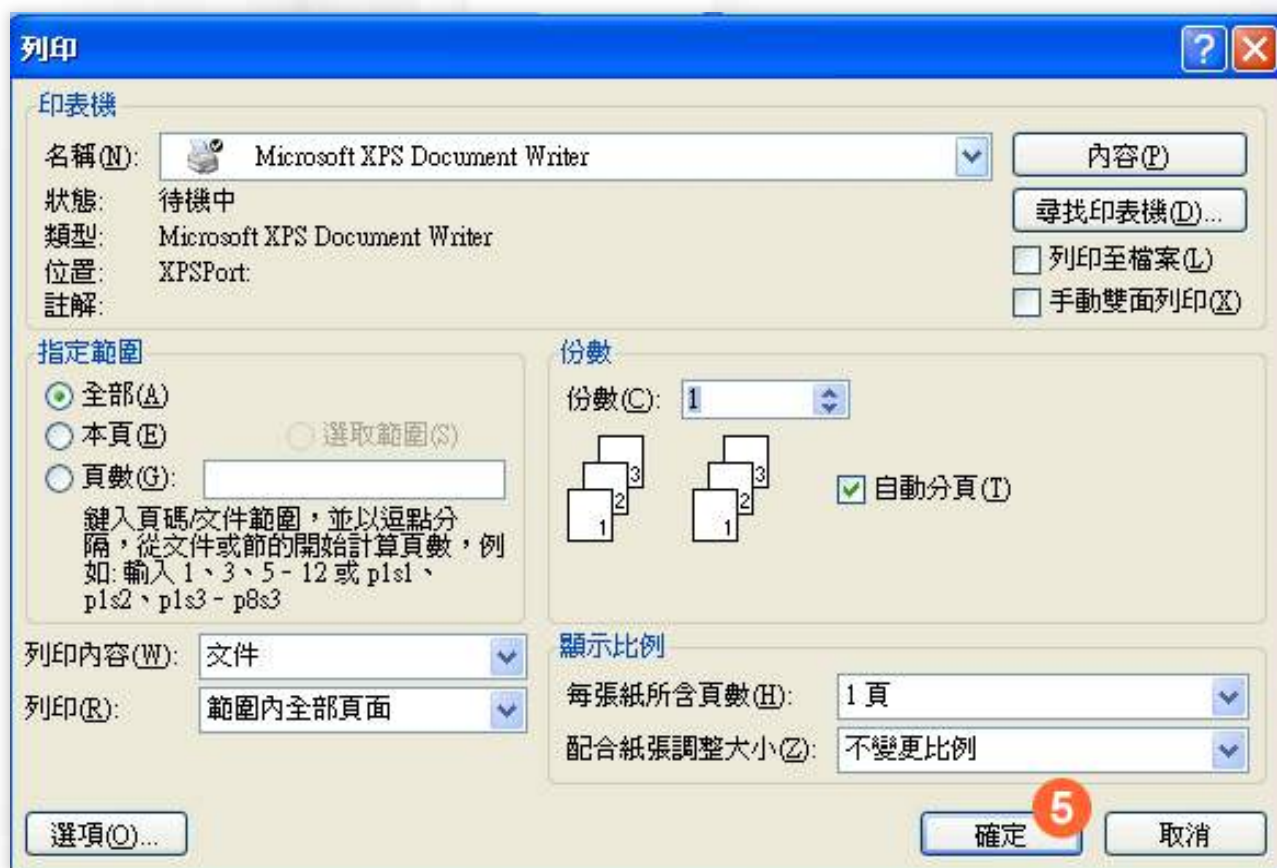 列印
印表機
名稱(N): Microsoft XPS Document Writer 內容(P)
狀態: 待機中 尋找印表機(D)...
類型: Microsoft XPS Document Writer
位置: XPSPort: 列印至檔案(L)
註解: 手動雙面列印(X)
指定範圍
全部(A)
本頁(E) 選取範圍(S)
頁數(G):
鍵入頁碼/文件範圍，並以逗點分
隔，從文件或節的開始計算頁數，例
如: 輸入 1、3、5 - 12 或 p1s1、
p1s2、p1s3 - p8s3
份數
份數(C): 1
3 3
2 2
1 1
自動分頁(T)
列印內容(W): 文件
列印(R): 範圍內全部頁面
顯示比例
每張紙所含頁數(H): 1 頁
配合紙張調整大小(Z): 不變更比例
選項(O)... 確定 5 取消